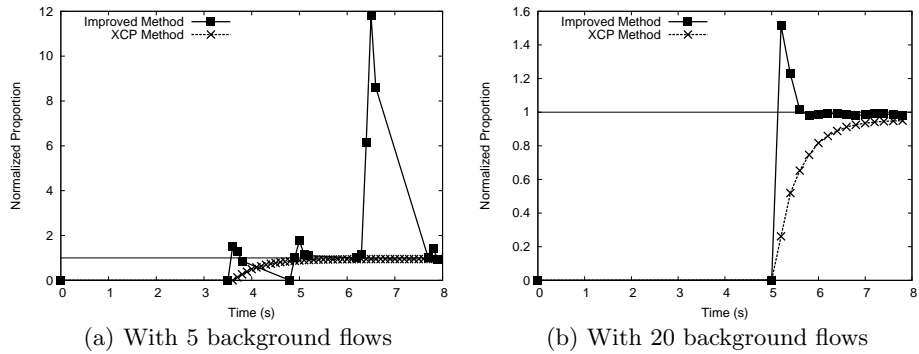 Improved Method
XCP Method
Normalized Proportion
12
10
8
6
4
2
0
0 1 2 3 4 5 6 7 8
Time (s)
(a) With 5 background flows
Improved Method
XCP Method
Normalized Proportion
1.6
1.4
1.2
1
0.8
0.6
0.4
0.2
0
0 1 2 3 4 5 6 7 8
Time (s)
(b) With 20 background flows